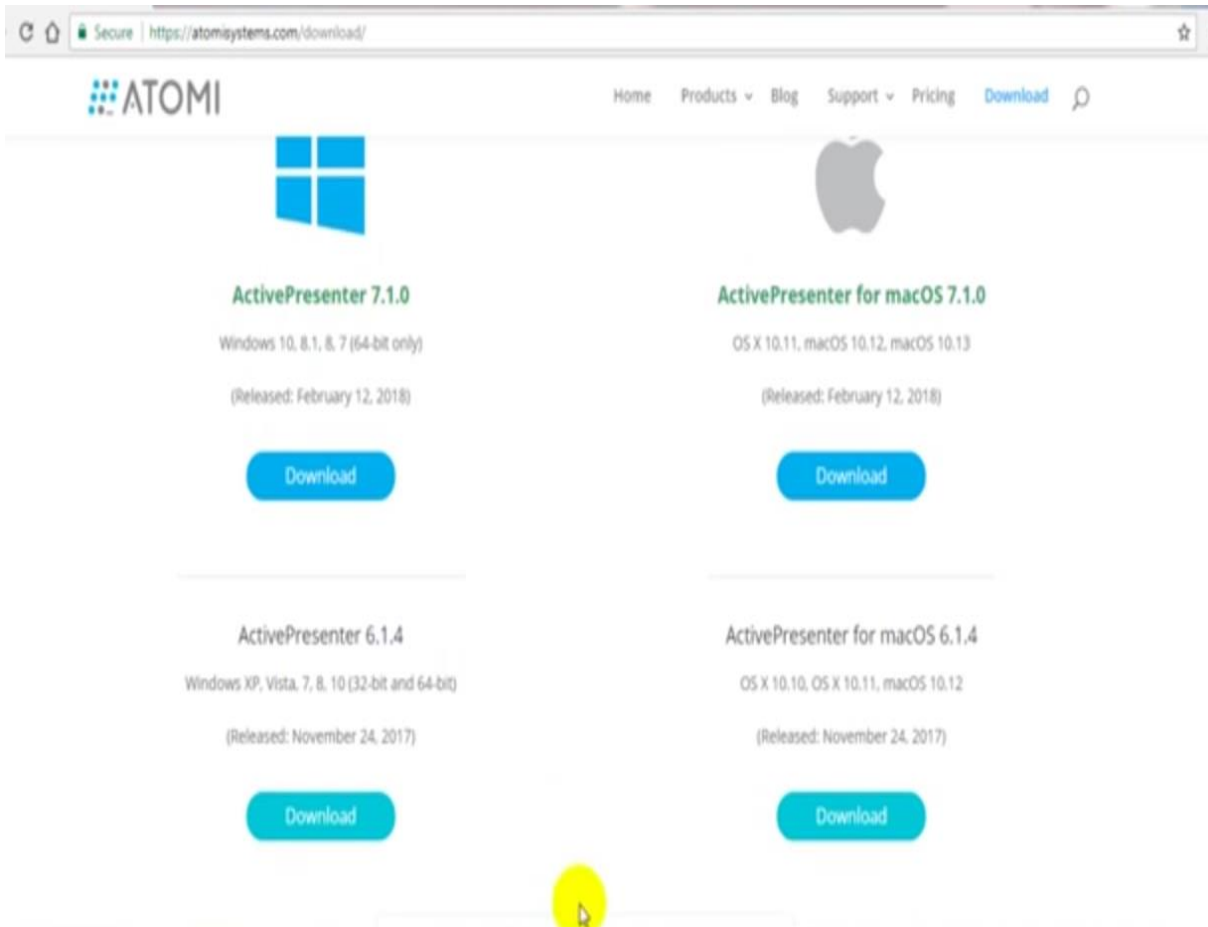 Secure https://atomisystems.com/download/
ATOMI
Home Products Blog Support Pricing Download
ActivePresenter 7.1.0
Windows 10, 8.1, 8, 7 (64-bit only)
(Released: February 12, 2018)
Download
ActivePresenter for macOS 7.1.0
OS X 10.11, macOS 10.12, macOS 10.13
(Released: February 12, 2018)
Download
ActivePresenter 6.1.4
Windows XP, Vista, 7, 8, 10 (32-bit and 64-bit)
(Released: November 24, 2017)
Download
ActivePresenter for macOS 6.1.4
OS X 10.10, OS X 10.11, macOS 10.12
(Released: November 24, 2017)
Download